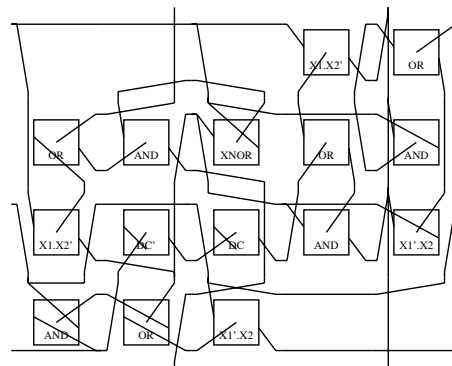 X1.X2' OR
OR AND XNOR OR AND
X1.X2' DC' DC AND X1'.X2
AND OR X1'.X2